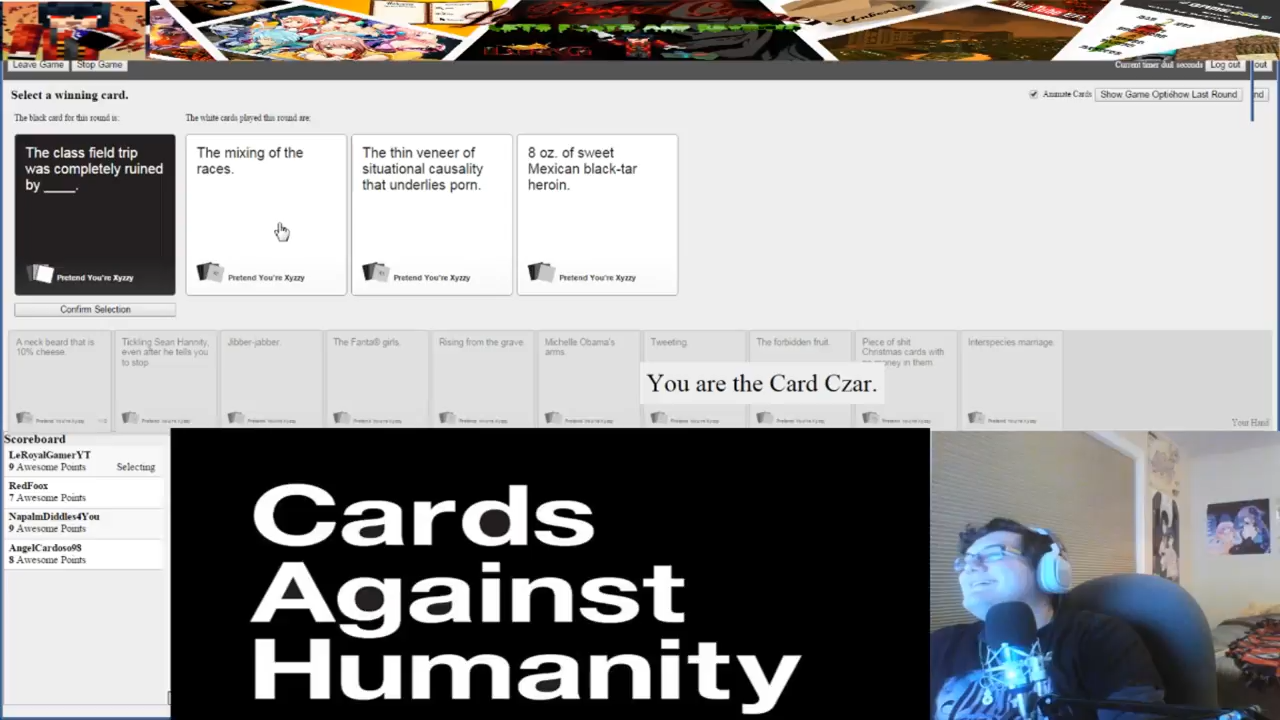 Leave Game Stop Game
Current timer dial seconds
Log out
out
Select a winning card.
Animate Cards
Show Last Round
nd
The black card for this round is:
The white cards played this round are:
The class field trip
was completely ruined
by ____.
Pretend You're Xyzzy
The mixing of the
races.
Pretend You're Xyzzy
The thin veneer of
situational causality
that underlies porn.
Pretend You're Xyzzy
8 oz. of sweet
Mexican black-tar
heroin.
Pretend You're Xyzzy
Confirm Selection
A neck beard that is
10% cheese.
Tickling Sean Hannity,
even after he tells you
to stop.
Jibber-jabber.
The Fanta® girls.
Rising from the grave.
Michelle Obama's
arms.
Tweeting.
The forbidden fruit.
Piece of shit
Christmas cards with
no money in them.
Interspecies marriage.
You are the Card Czar.
Your Hand
Scoreboard
LeRoyalGamerYT
9 Awesome Points Selecting
RedFoox
7 Awesome Points
NapalmDiddles4You
9 Awesome Points
AngelCardoso98
8 Awesome Points
Cards
Against
Humanity